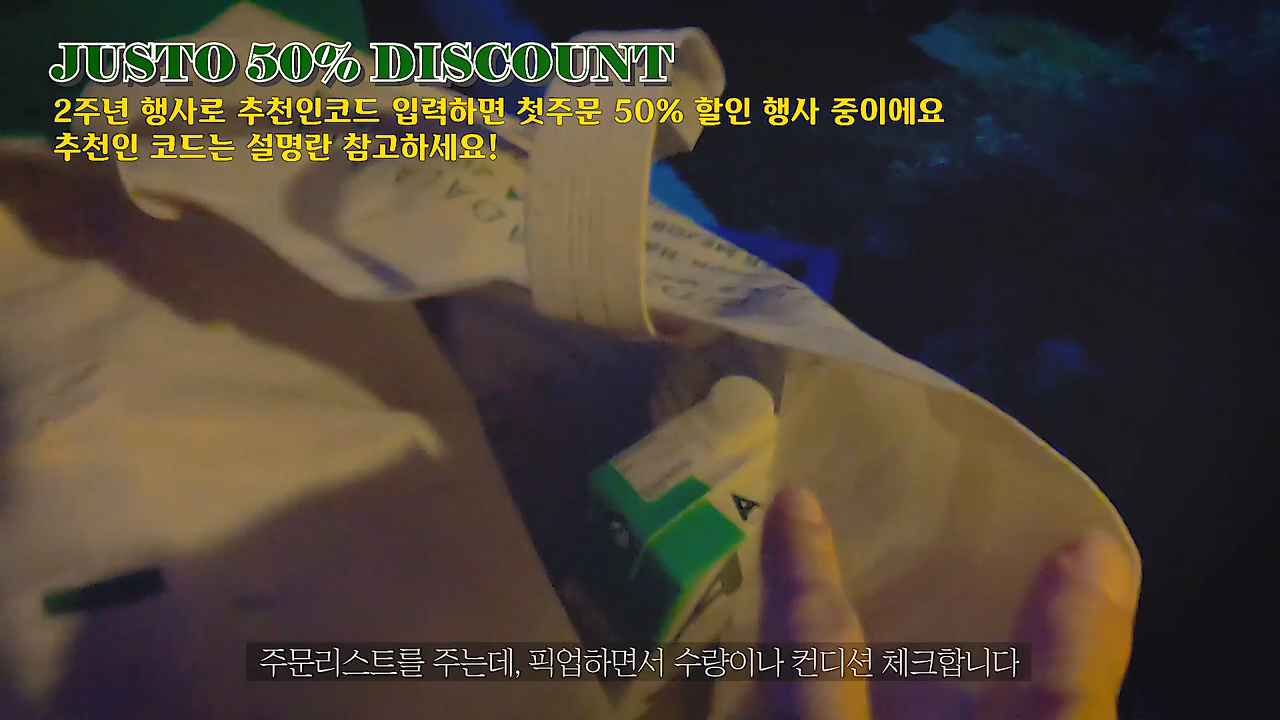 JUSTO 50% DISCOUNT
2주년 행사로 추천인코드 입력하면 첫주문 50% 할인 행사 중이에요
추천인 코드는 설명란 참고하세요!
A
주문리스트를 주는데, 픽업하면서 수량이나 컨디션 체크합니다